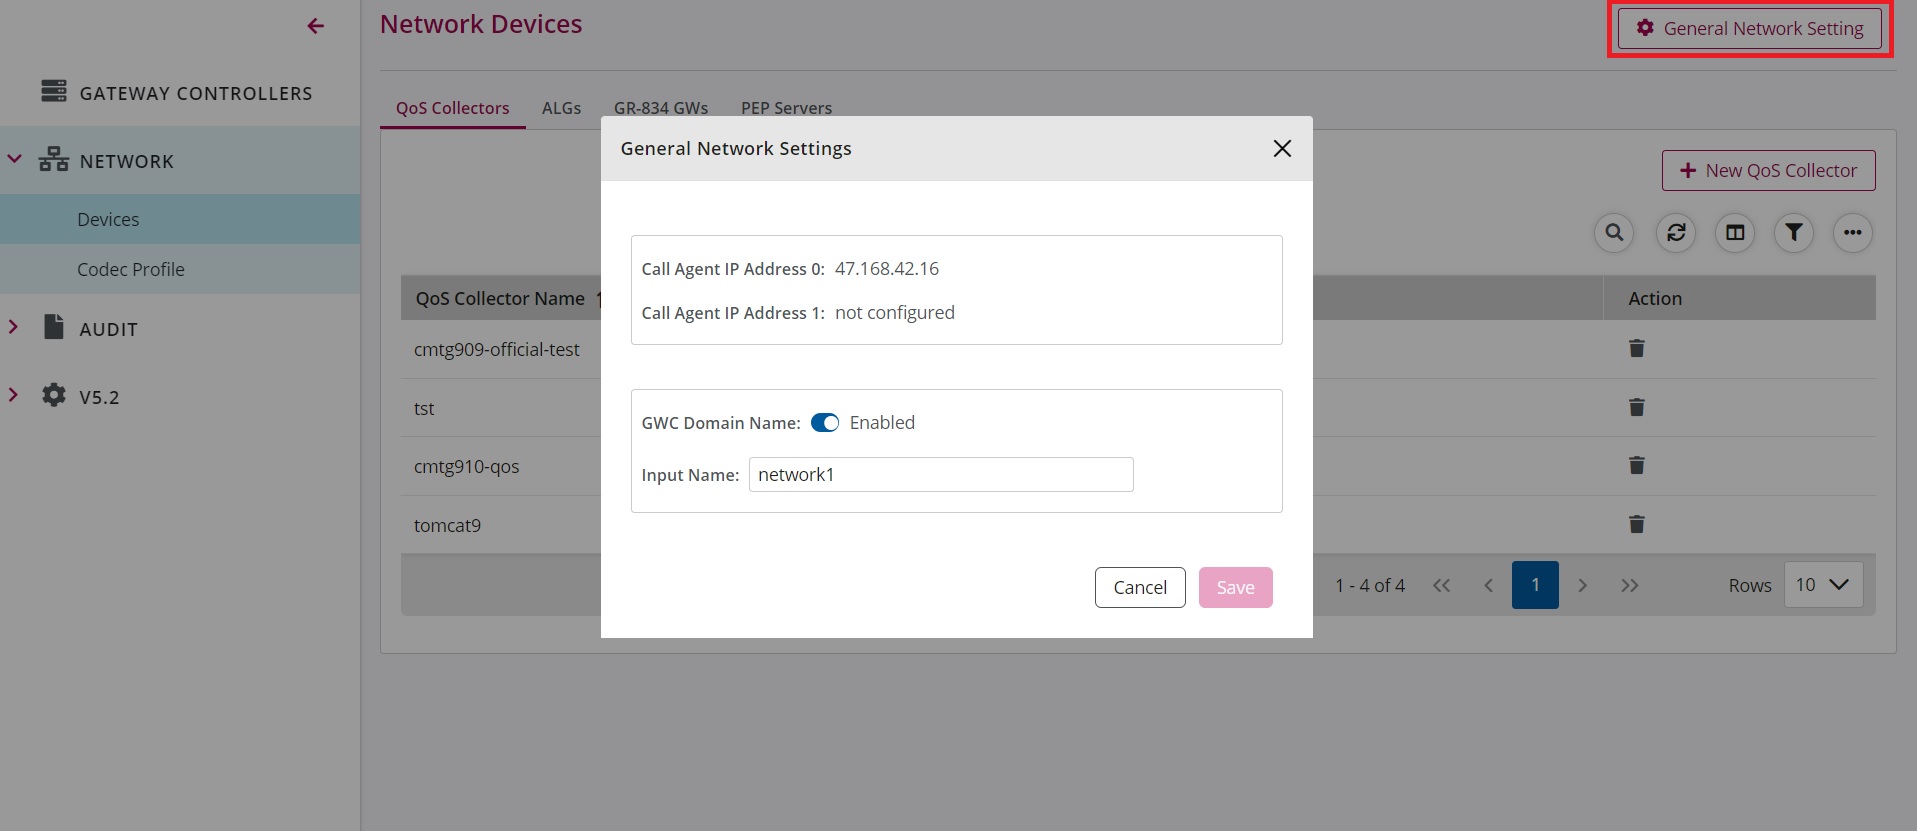 Network Devices
General Network Setting
GATEWAY CONTROLLERS
NETWORK
Devices
Codec Profile
AUDIT
V5.2
QoS Collectors ALGs GR-834 GWs PEP Servers
New QoS Collector
QoS Collector Name Action
cmtg909-official-test
tst
cmtg910-qos
tomcat9
1 - 4 of 4 1 Rows 10
General Network Settings
Call Agent IP Address 0: 47.168.42.16
Call Agent IP Address 1: not configured
GWC Domain Name: Enabled
Input Name: network1
Cancel Save